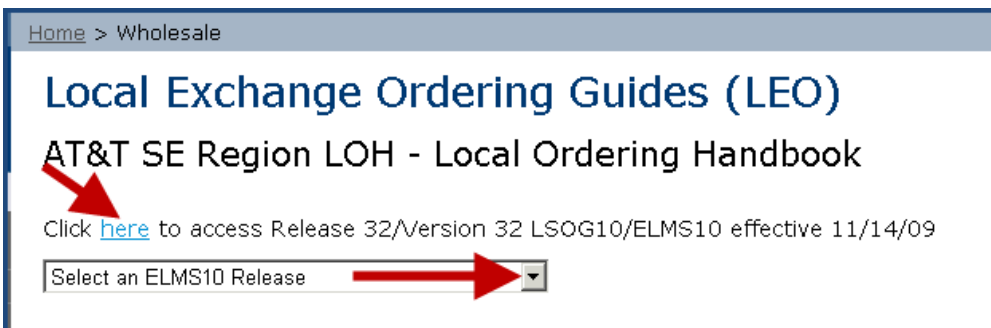 Home > Wholesale
Local Exchange Ordering Guides (LEO)
AT&T SE Region LOH - Local Ordering Handbook
Click here to access Release 32/Version 32 LSOG10/ELMS10 effective 11/14/09
Select an ELMS10 Release